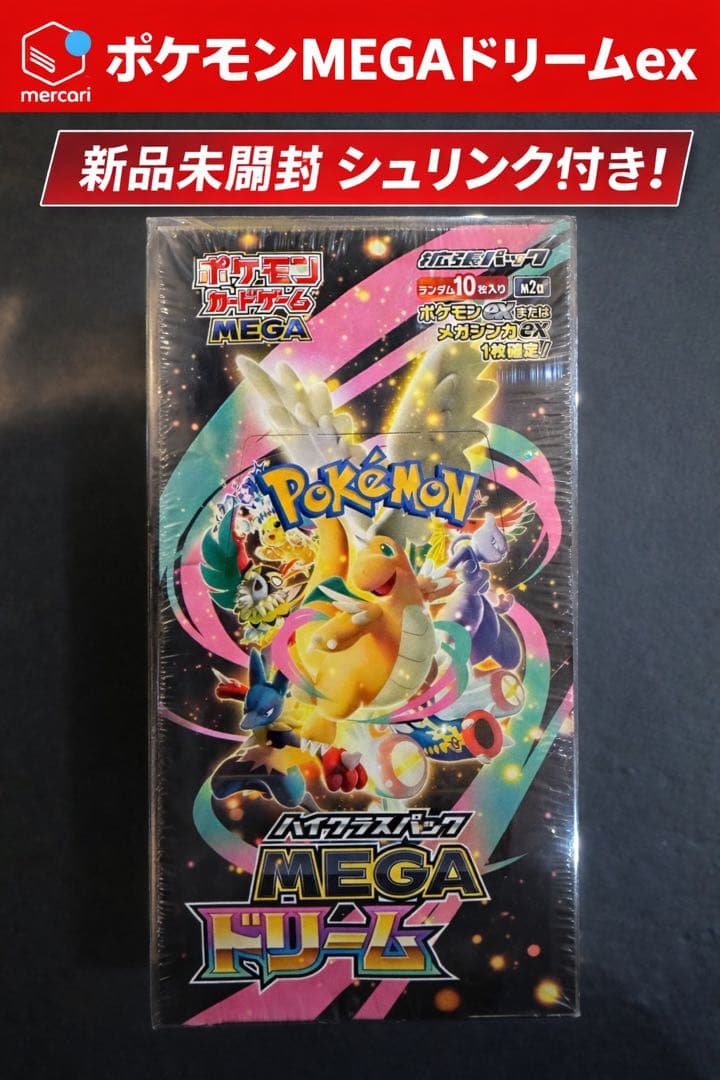 mercari
ポケモンMEGAドリームex
新品未開封 シュリンク付き!
ポケモン
カードゲーム
MEGA
拡張パック
ランダム10枚入り
M2a
ポケモンexまたは
メガシンカex
1枚確定!!
POKÉMON
ハイクラスパック
MEGA
ドリーム